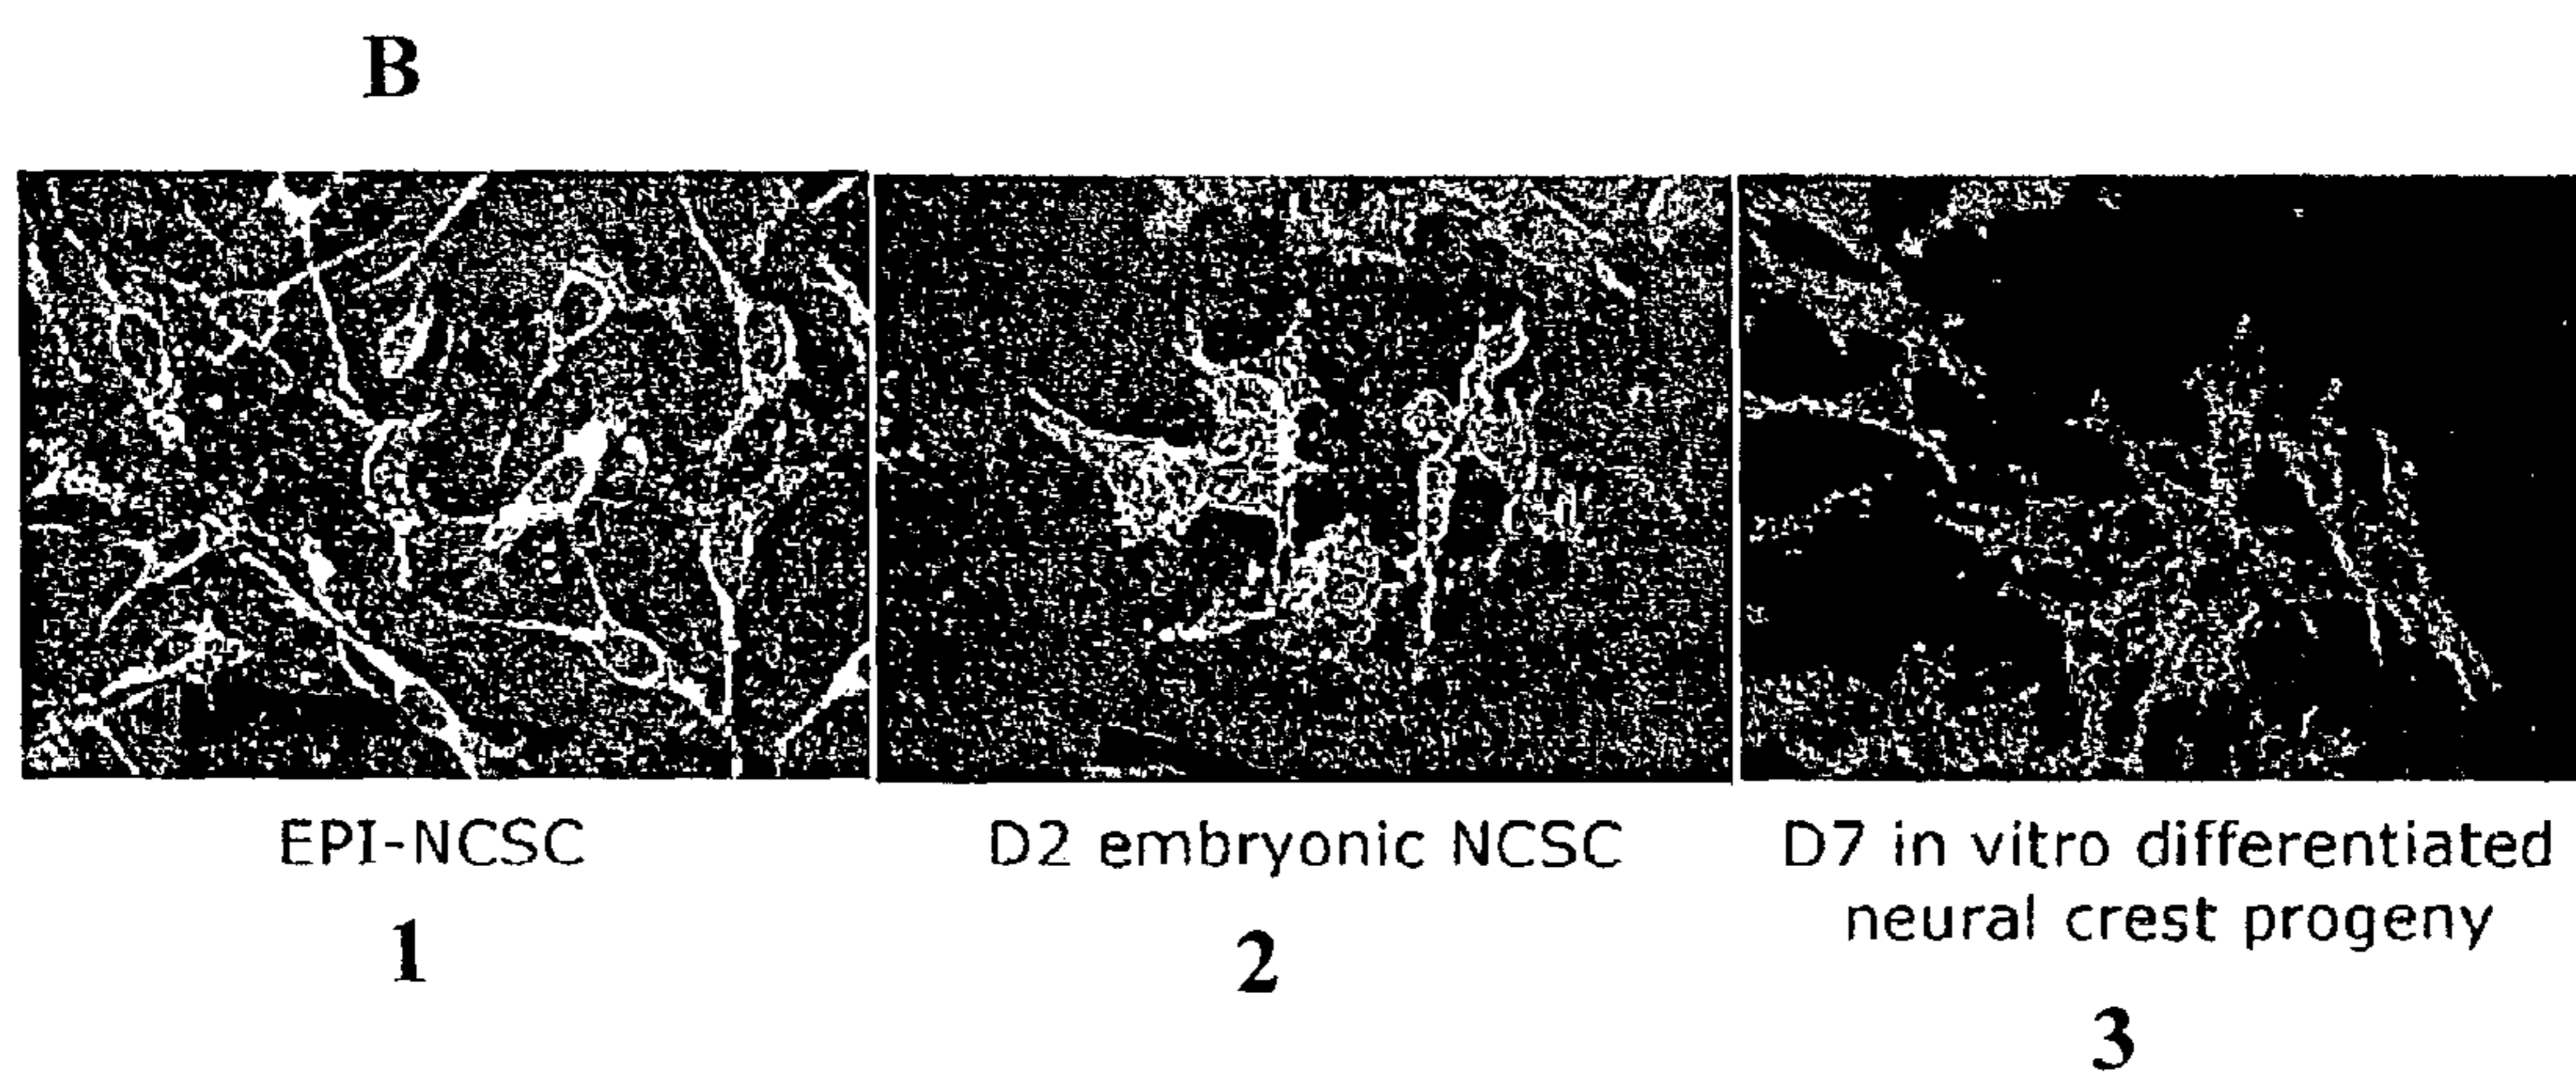 B
EPI-NCSC
D2 embryonic NCSC
D7 in vitro differentiated
neural crest progeny
1
2
3